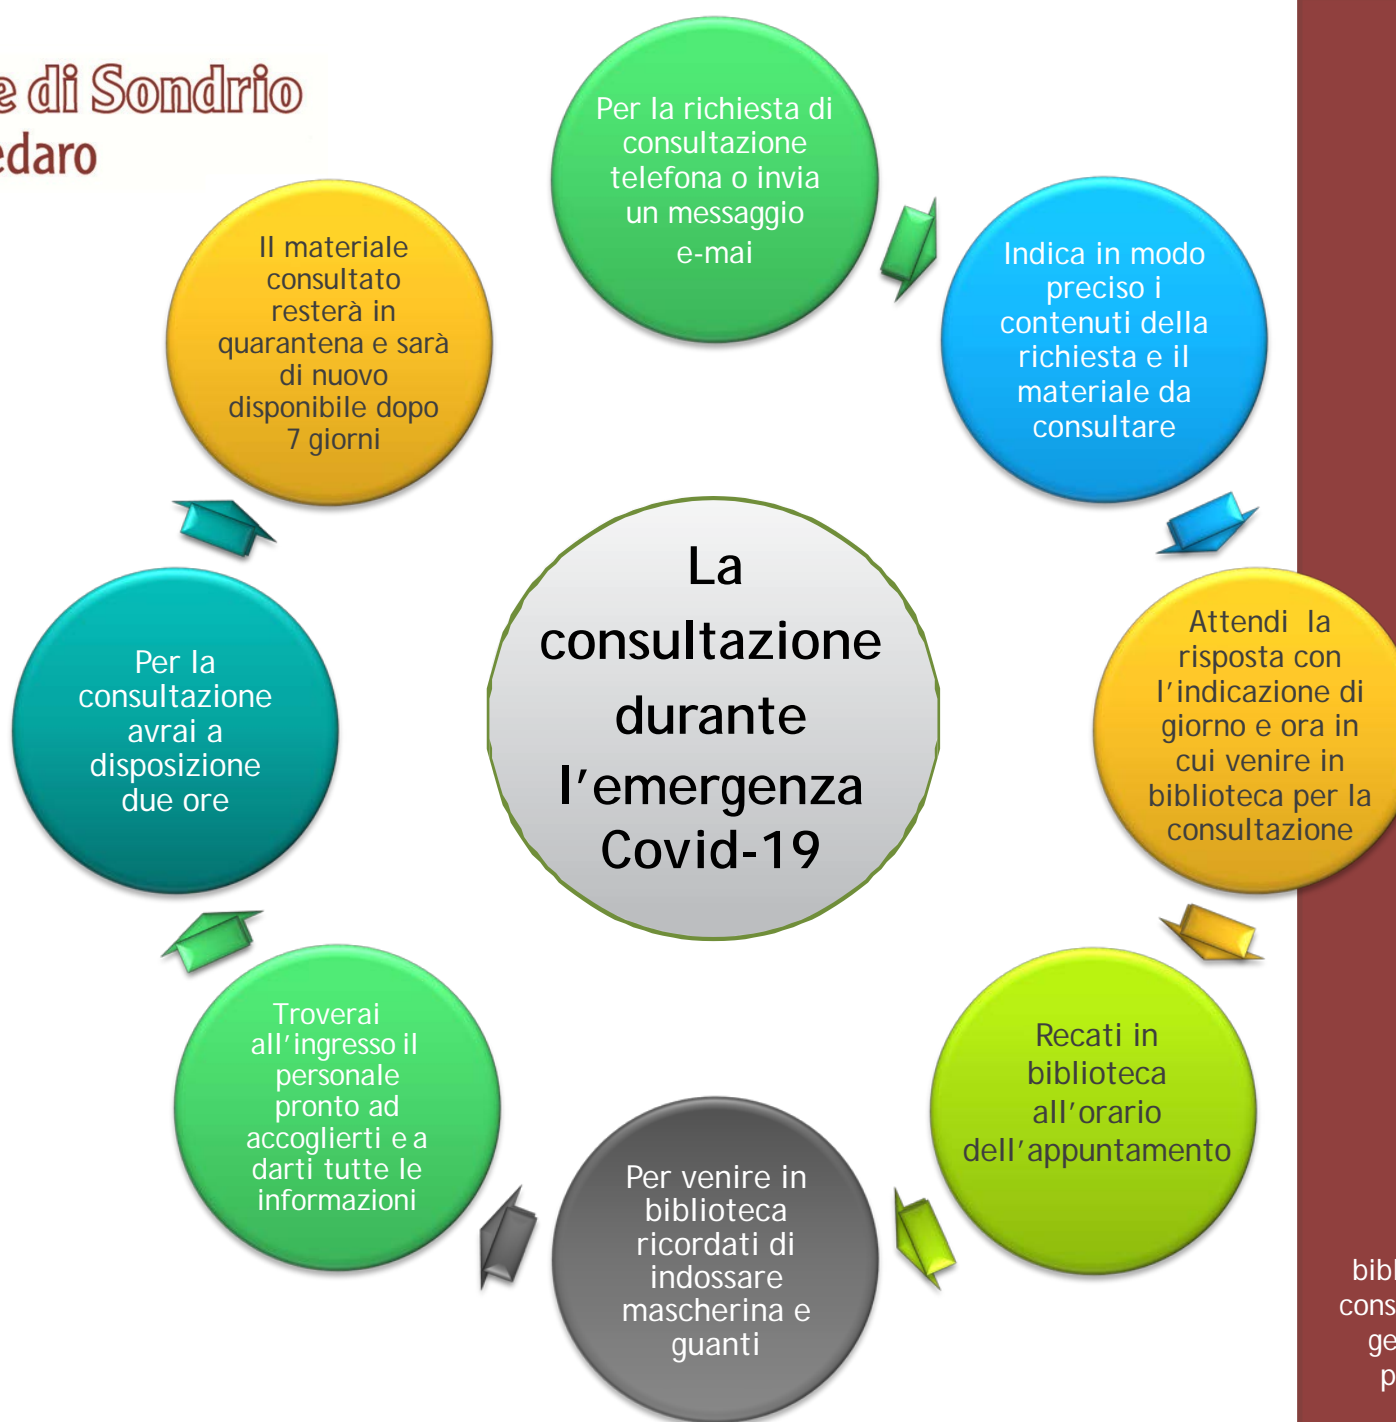 e di Sondrio
edaro
Per la richiesta di
consultazione
telefona o invia
un messaggio
e-mai
Indica in modo
preciso i
contenuti della
richiesta e il
materiale da
consultare
Attendi la
risposta con
l'indicazione di
giorno e ora in
cui venire in
biblioteca per la
consultazione
Recati in
biblioteca
all'orario
dell'appuntamento
Per venire in
biblioteca
ricordati di
indossare
mascherina e
guanti
Troverai
all'ingresso il
personale
pronto ad
accoglierti e a
darti tutte le
informazioni
Per la
consultazione
avrai a
disposizione
due ore
Il materiale
consultato
resterà in
quarantena e sarà
di nuovo
disponibile dopo
7 giorni
La
consultazione
durante
l'emergenza
Covid-19
bibl
cons
ge
p